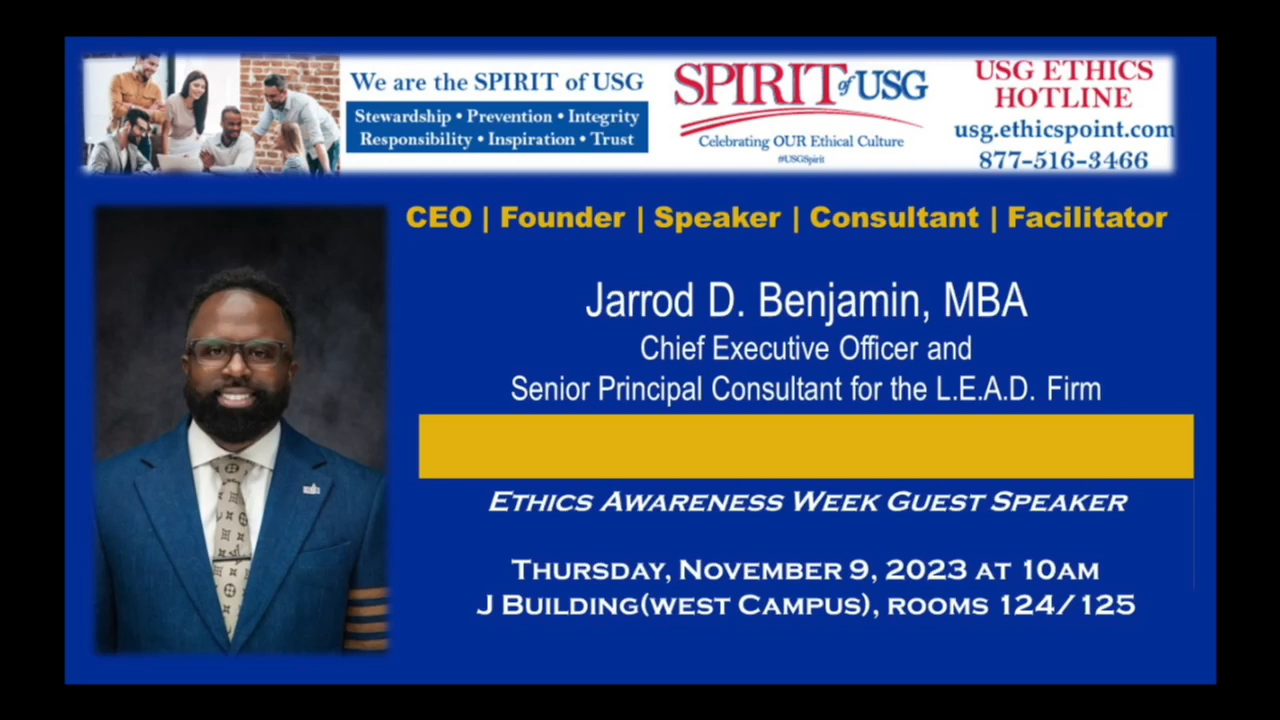 We are the SPIRIT of USG
Stewardship • Prevention • Integrity
Responsibility • Inspiration • Trust
SPIRIT of USG
Celebrating OUR Ethical Culture
#USGSpirit
USG ETHICS
HOTLINE
usg.ethicspoint.com
877-516-3466
CEO | Founder | Speaker | Consultant | Facilitator
Jarrod D. Benjamin, MBA
Chief Executive Officer and
Senior Principal Consultant for the L.E.A.D. Firm
ETHICS AWARENESS WEEK GUEST SPEAKER
THURSDAY, NOVEMBER 9, 2023 AT 10AM
J BUILDING(WEST CAMPUS), ROOMS 124/125